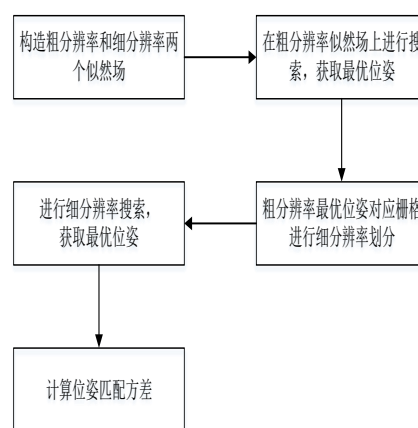 构造粗分辨率和细分辨率两
个似然场
在粗分辨率似然场上进行搜
索，获取最优位姿
粗分辨率最优位姿对应栅格
进行细分辨率划分
进行细分辨率搜索，
获取最优位姿
计算位姿匹配方差